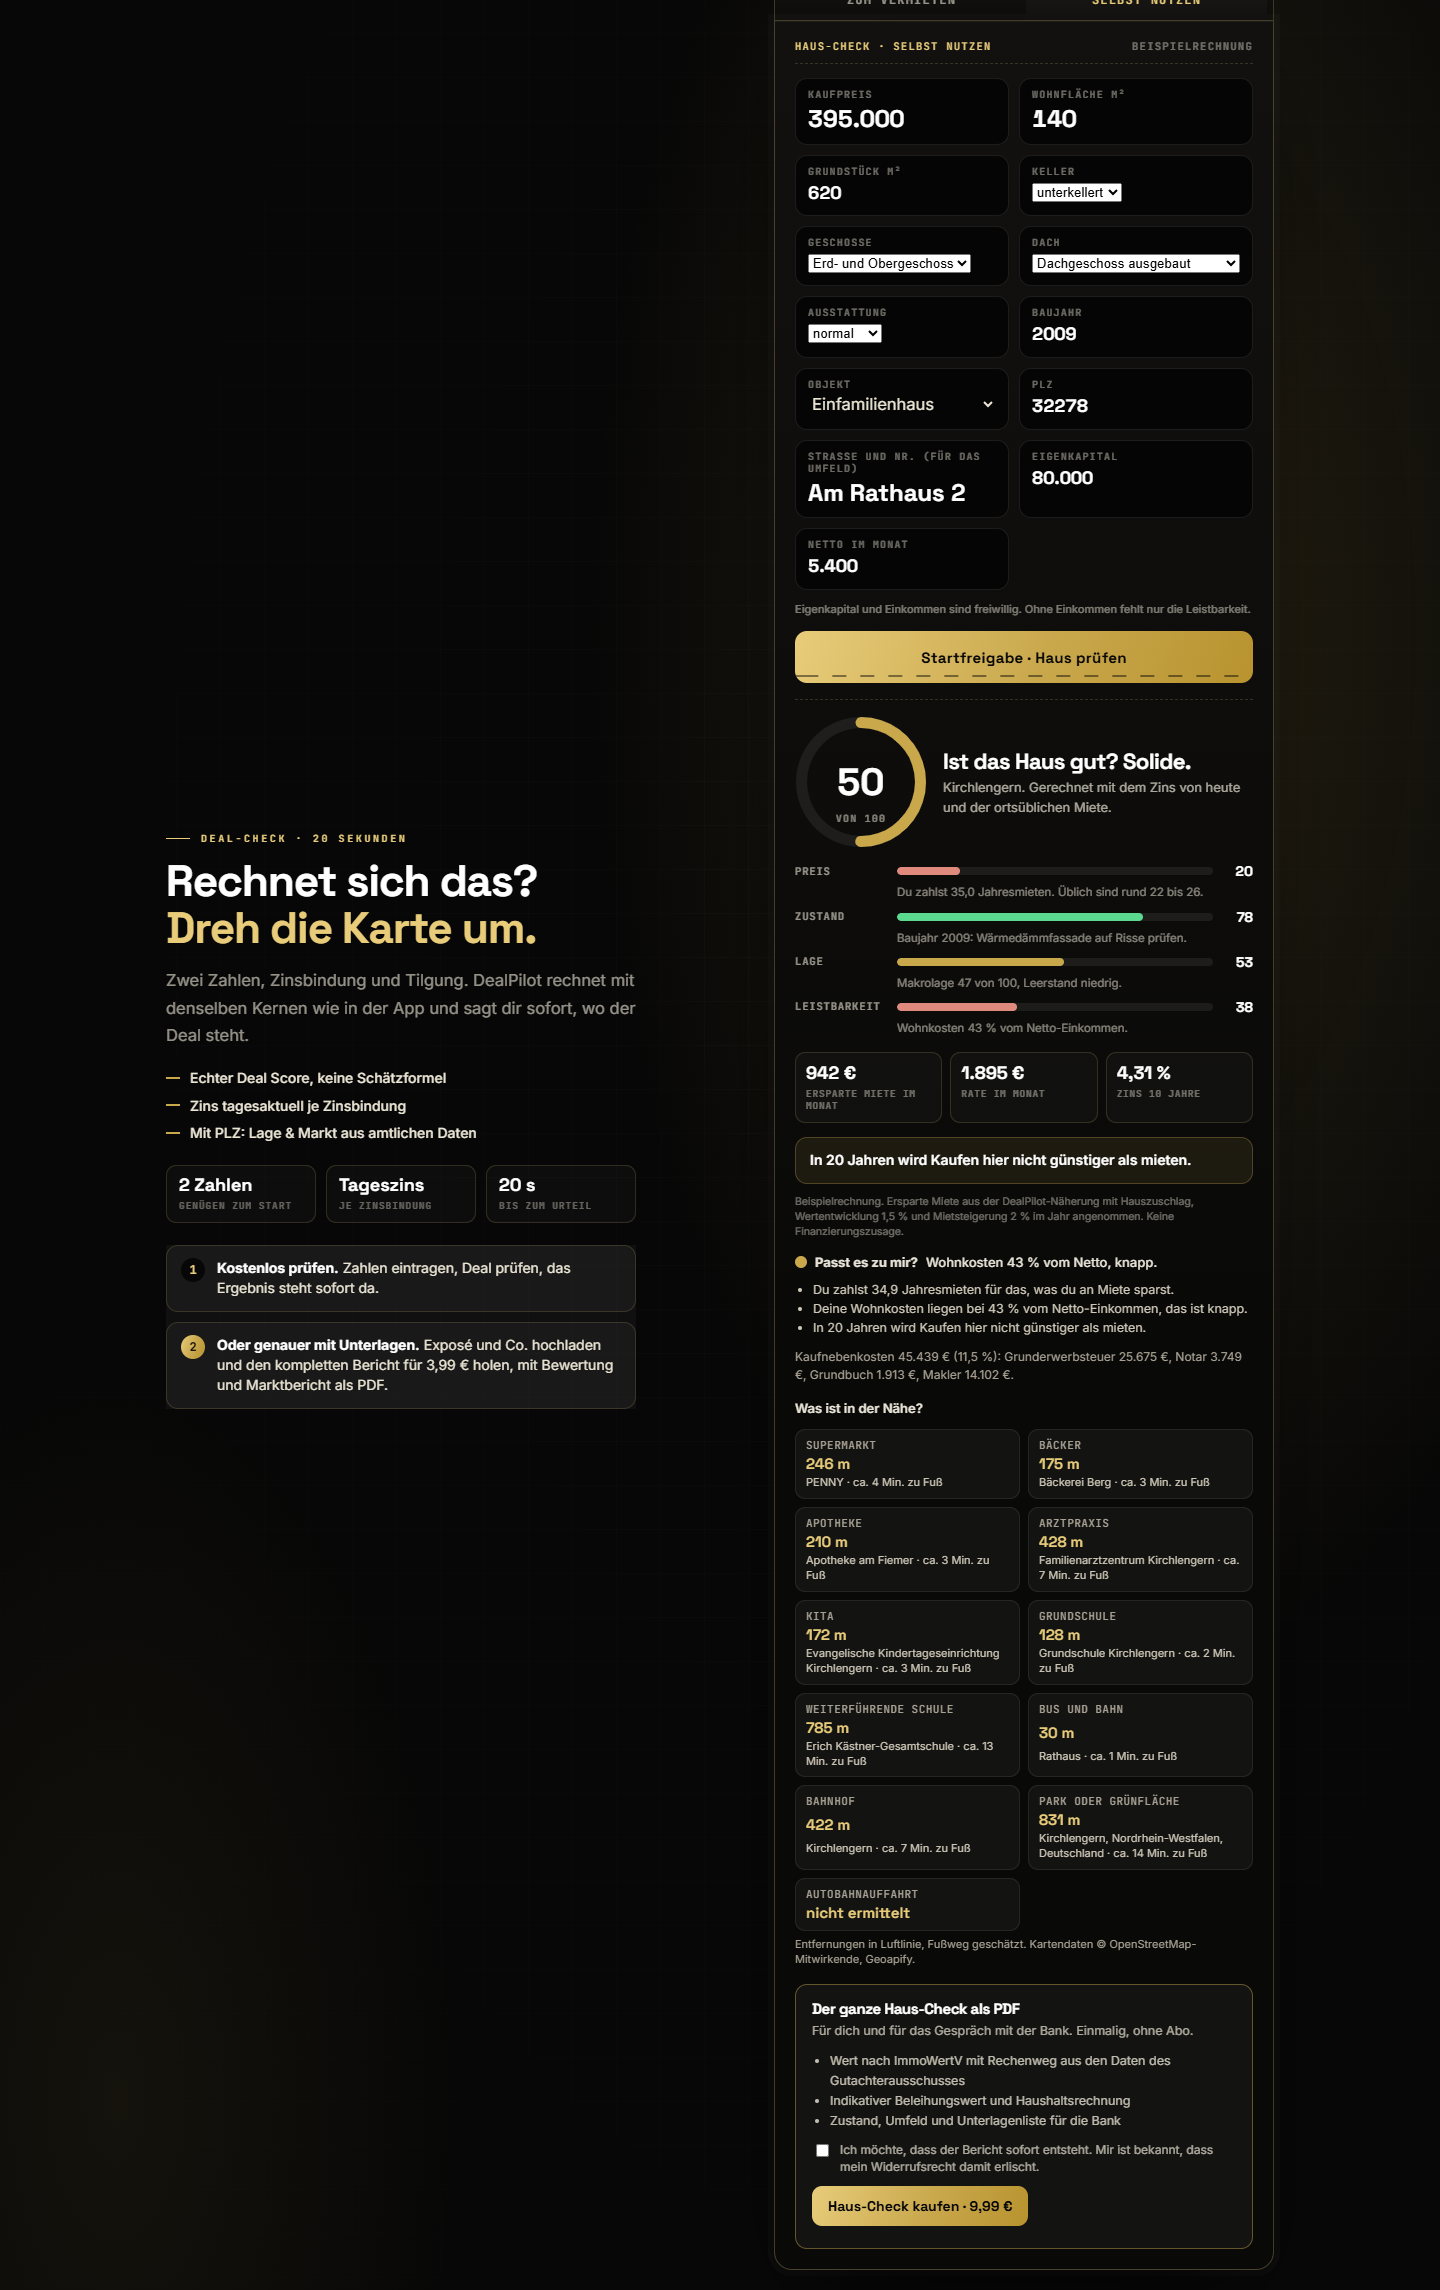 ZUM VERMIETEN
SELBST NUTZEN
HAUS-CHECK · SELBST NUTZEN
BEISPIELRECHNUNG
KAUFPREIS
395.000
WOHNFLÄCHE M²
140
GRUNDSTÜCK M²
620
KELLER
unterkellert
GESCHOSSE
Erd- und Obergeschoss
DACH
Dachgeschoss ausgebaut
AUSSTATTUNG
normal
BAUJAHR
2009
OBJEKT
Einfamilienhaus
PLZ
32278
STRASSE UND NR. (FÜR DAS
UMFELD)
Am Rathaus 2
EIGENKAPITAL
80.000
NETTO IM MONAT
5.400
Eigenkapital und Einkommen sind freiwillig. Ohne Einkommen fehlt nur die Leistbarkeit.
Startfreigabe · Haus prüfen
50
VON 100
Ist das Haus gut? Solide.
Kirchlengern. Gerechnet mit dem Zins von heute
und der ortsüblichen Miete.
PREIS
20
Du zahlst 35,0 Jahresmieten. Üblich sind rund 22 bis 26.
ZUSTAND
78
Baujahr 2009: Wärmedämmfassade auf Risse prüfen.
LAGE
53
Makrolage 47 von 100, Leerstand niedrig.
LEISTBARKEIT
38
Wohnkosten 43 % vom Netto-Einkommen.
942 €
ERSPARTE MIETE IM
MONAT
1.895 €
RATE IM MONAT
4,31 %
ZINS 10 JAHRE
In 20 Jahren wird Kaufen hier nicht günstiger als mieten.
Beispielrechnung. Ersparte Miete aus der DealPilot-Näherung mit Hauszuschlag,
Wertentwicklung 1,5 % und Mietsteigerung 2 % im Jahr angenommen. Keine
Finanzierungszusage.
Passt es zu mir? Wohnkosten 43 % vom Netto, knapp.
• Du zahlst 34,9 Jahresmieten für das, was du an Miete sparst.
• Deine Wohnkosten liegen bei 43 % vom Netto-Einkommen, das ist knapp.
• In 20 Jahren wird Kaufen hier nicht günstiger als mieten.
Kaufnebenkosten 45.439 € (11,5 %): Grunderwerbsteuer 25.675 €, Notar 3.749
€, Grundbuch 1.913 €, Makler 14.102 €.
Was ist in der Nähe?
SUPERMARKT
246 m
PENNY · ca. 4 Min. zu Fuß
BÄCKER
175 m
Bäckerei Berg · ca. 3 Min. zu Fuß
APOTHEKE
210 m
Apotheke am Fiemer · ca. 3 Min. zu
Fuß
ARZTPRAXIS
428 m
Familienarztzentrum Kirchlengern · ca.
7 Min. zu Fuß
KITA
172 m
Evangelische Kindertageseinrichtung
Kirchlengern · ca. 3 Min. zu Fuß
GRUNDSCHULE
128 m
Grundschule Kirchlengern · ca. 2 Min.
zu Fuß
WEITERFÜHRENDE SCHULE
785 m
Erich Kästner-Gesamtschule · ca. 13
Min. zu Fuß
BUS UND BAHN
30 m
Rathaus · ca. 1 Min. zu Fuß
BAHNHOF
422 m
Kirchlengern · ca. 7 Min. zu Fuß
PARK ODER GRÜNFLÄCHE
831 m
Kirchlengern, Nordrhein-Westfalen,
Deutschland · ca. 14 Min. zu Fuß
AUTOBAHNAUFFAHRT
nicht ermittelt
Entfernungen in Luftlinie, Fußweg geschätzt. Kartendaten © OpenStreetMap-
Mitwirkende, Geoapify.
Der ganze Haus-Check als PDF
Für dich und für das Gespräch mit der Bank. Einmalig, ohne Abo.
• Wert nach ImmoWertV mit Rechenweg aus den Daten des
Gutachterausschusses
• Indikativer Beleihungswert und Haushaltsrechnung
• Zustand, Umfeld und Unterlagenliste für die Bank
Ich möchte, dass der Bericht sofort entsteht. Mir ist bekannt, dass
mein Widerrufsrecht damit erlischt.
Haus-Check kaufen · 9,99 €
DEAL-CHECK · 20 SEKUNDEN
Rechnet sich das?
Dreh die Karte um.
Zwei Zahlen, Zinsbindung und Tilgung. DealPilot rechnet mit
denselben Kernen wie in der App und sagt dir sofort, wo der
Deal steht.
Echter Deal Score, keine Schätzformel
Zins tagesaktuell je Zinsbindung
Mit PLZ: Lage & Markt aus amtlichen Daten
2 Zahlen
GENÜGEN ZUM START
Tageszins
JE ZINSBINDUNG
20 s
BIS ZUM URTEIL
1 Kostenlos prüfen. Zahlen eintragen, Deal prüfen, das
Ergebnis steht sofort da.
2 Oder genauer mit Unterlagen. Exposé und Co. hochladen
und den kompletten Bericht für 3,99 € holen, mit Bewertung
und Marktbericht als PDF.